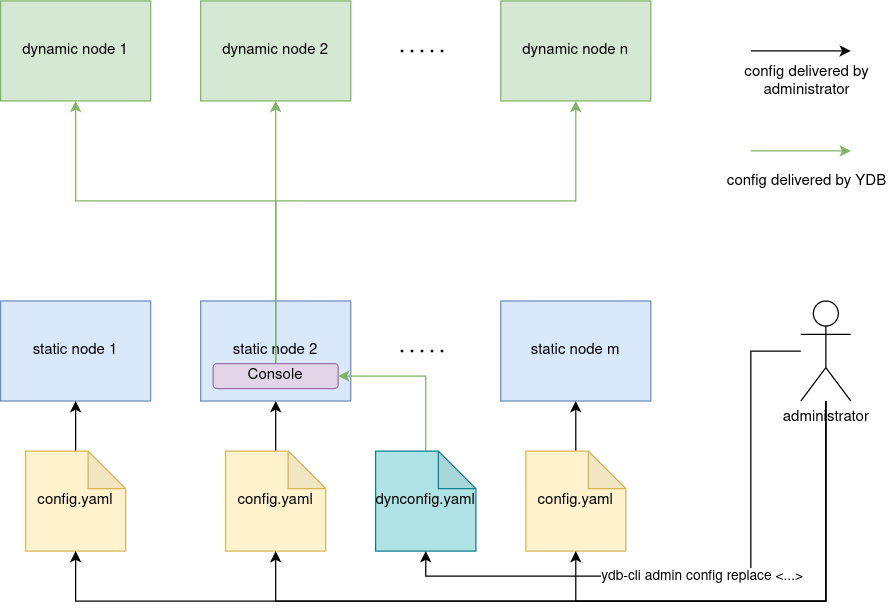 dynamic node 1
dynamic node 2
.....
dynamic node n
config delivered by
administrator
config delivered by YDB
static node 1
static node 2
Console
.....
static node m
administrator
config.yaml
config.yaml
dynconfig.yaml
config.yaml
ydb-cli admin config replace <...>